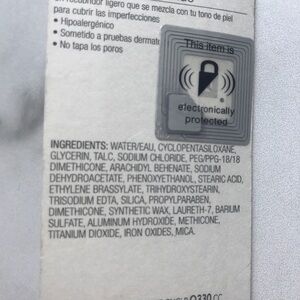 un recubridor ligero que se mezcla con tu tono de piel
para cubrir las imperfecciones
• Hipoalergénico
• Sometido a pruebas dermato
• No tapa los poros
This item is
electronically
protected
INGREDIENTS: WATER/EAU, CYCLOPENTASILOXANE,
GLYCERIN, TALC, SODIUM CHLORIDE, PEG/PPG-18/18
DIMETHICONE, ARACHIDYL BEHENATE, SODIUM
DEHYDROACETATE, PHENOXYETHANOL, STEARIC ACID,
ETHYLENE BRASSYLATE, TRIHYDROXYSTEARIN,
TRISODIUM EDTA, SILICA, PROPYLPARABEN,
DIMETHICONE, SYNTHETIC WAX, LAURETH-7, BARIUM
SULFATE, ALUMINUM HYDROXIDE, METHICONE,
TITANIUM DIOXIDE, IRON OXIDES, MICA.